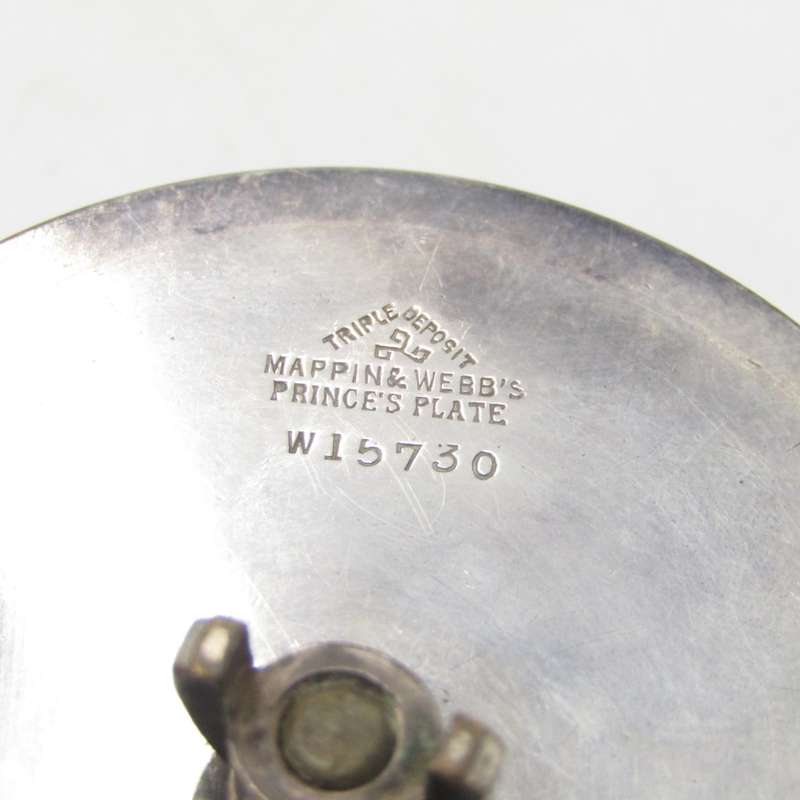 TRIPLE DEPOSIT
MAPPIN & WEBB'S
PRINCE'S PLATE
W15730